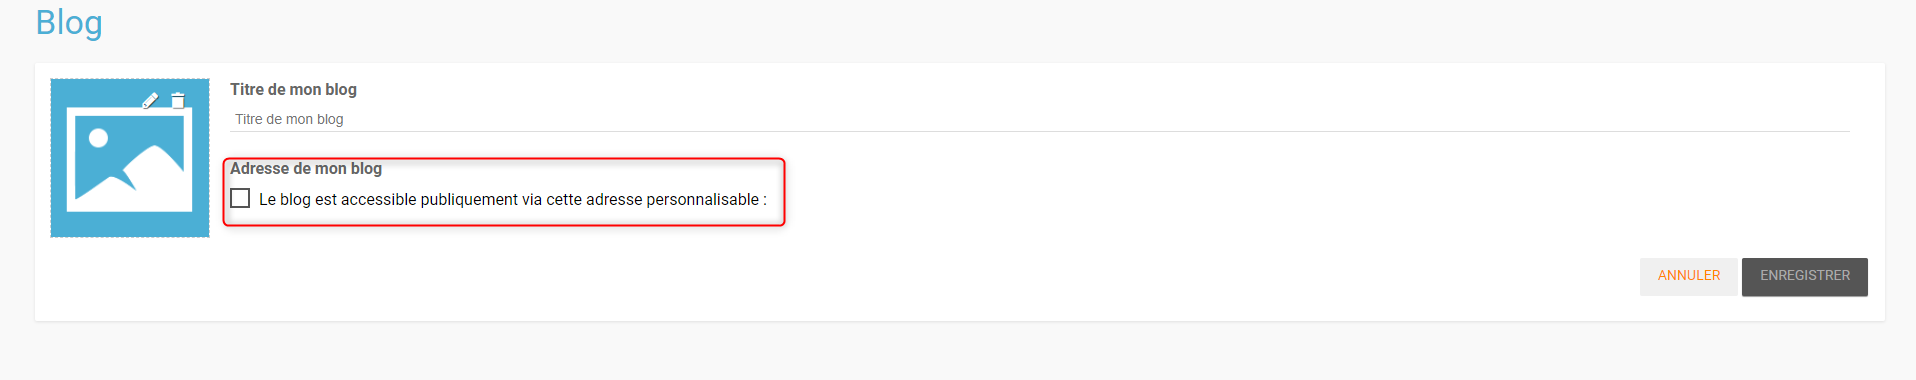 Blog
Titre de mon blog
Titre de mon blog
Adresse de mon blog
Le blog est accessible publiquement via cette adresse personnalisable :
ANNULER
ENREGISTRER